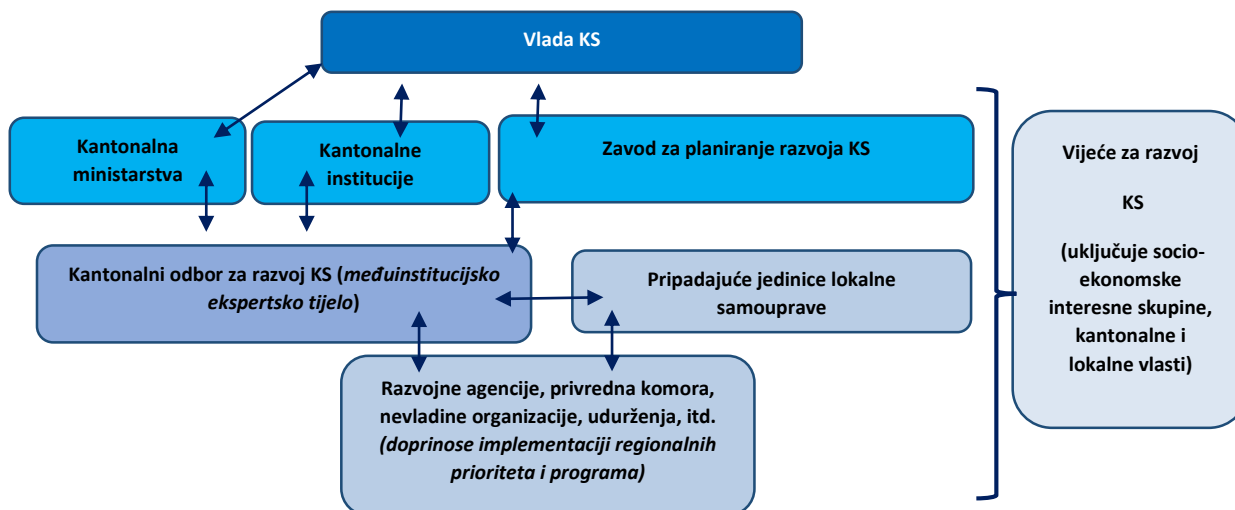 Vlada KS
Kantonalna
ministarstva
Kantonalne
institucije
Zavod za planiranje razvoja KS
Kantonalni odbor za razvoj KS (međuinstitucijsko
ekspertsko tijelo)
Pripadajuće jedinice lokalne
samouprave
Razvojne agencije, privredna komora,
nevladine organizacije, udurženja, itd.
(doprinose implementaciji regionalnih
prioriteta i programa)
Vijeće za razvoj
KS
(uključuje socio-
ekonomske
interesne skupine,
kantonalne i
lokalne vlasti)